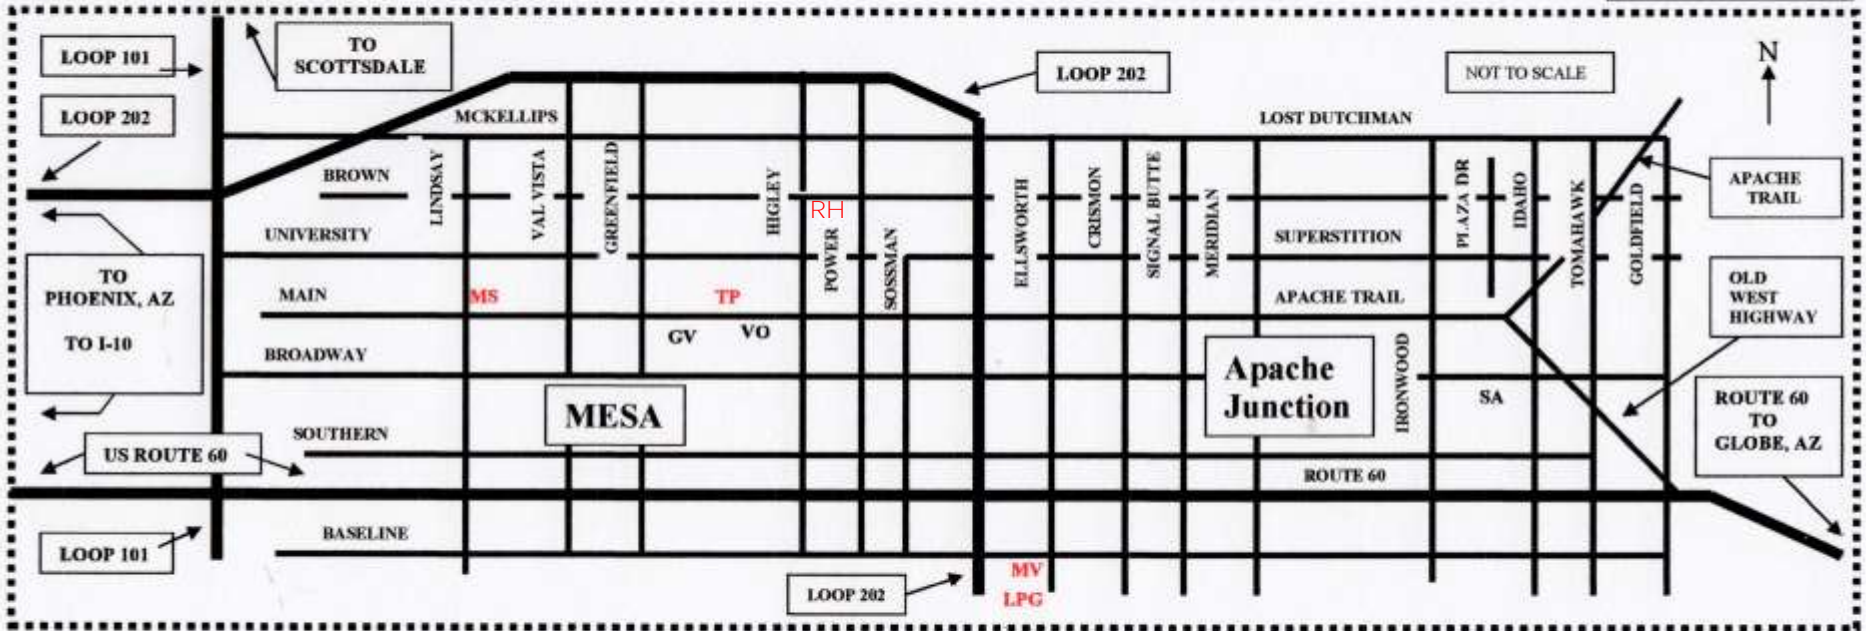 LOOP 101
TO
SCOTTSDALE
LOOP 202
LOOP 202
NOT TO SCALE
N
MCKELLIPS
LOST DUTCHMAN
BROWN
LINDSAY
VAL VISTA
GREENFIELD
HIGLEY
RH
POWER
SOSSMAN
ELLSWORTH
CRISMON
SIGNAL BUTTE
MERIDIAN
PLAZA DR
IDAHO
TOMAHAWK
GOLDFIELD
APACHE
TRAIL
UNIVERSITY
SUPERSTITION
TO
PHOENIX, AZ
TO I-10
MAIN
MS
TP
APACHE TRAIL
OLD
WEST
HIGHWAY
GV
VO
BROADWAY
IRONWOOD
Apache
Junction
MESA
SA
ROUTE 60
TO
GLOBE, AZ
SOUTHERN
US ROUTE 60
ROUTE 60
BASELINE
LOOP 101
LOOP 202
MV
LPG